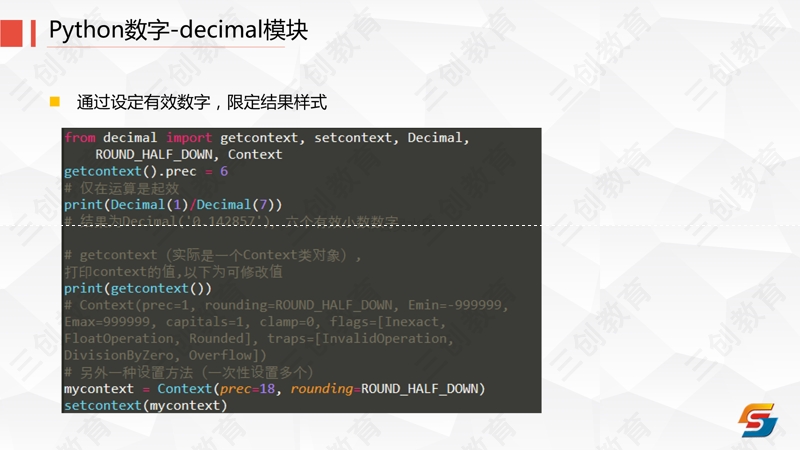 Python数字-decimal模块
通过设定有效数字，限定结果样式
from decimal import getcontext, setcontext, Decimal,
ROUND_HALF_DOWN, Context
getcontext().prec = 6
# 仅在运算是起效
print(Decimal(1)/Decimal(7))
# 结果为Decimal('0.142857')，六个有效小数数字
# getcontext（实际是一个Context类对象），
打印context的值,以下为可修改值
print(getcontext())
# Context(prec=1, rounding=ROUND_HALF_DOWN, Emin=-999999,
Emax=999999, capitals=1, clamp=0, flags=[Inexact,
FloatOperation, Rounded], traps=[InvalidOperation,
DivisionByZero, Overflow])
# 另外一种设置方法（一次性设置多个）
mycontext = Context(prec=18, rounding=ROUND_HALF_DOWN)
setcontext(mycontext)
三创教育